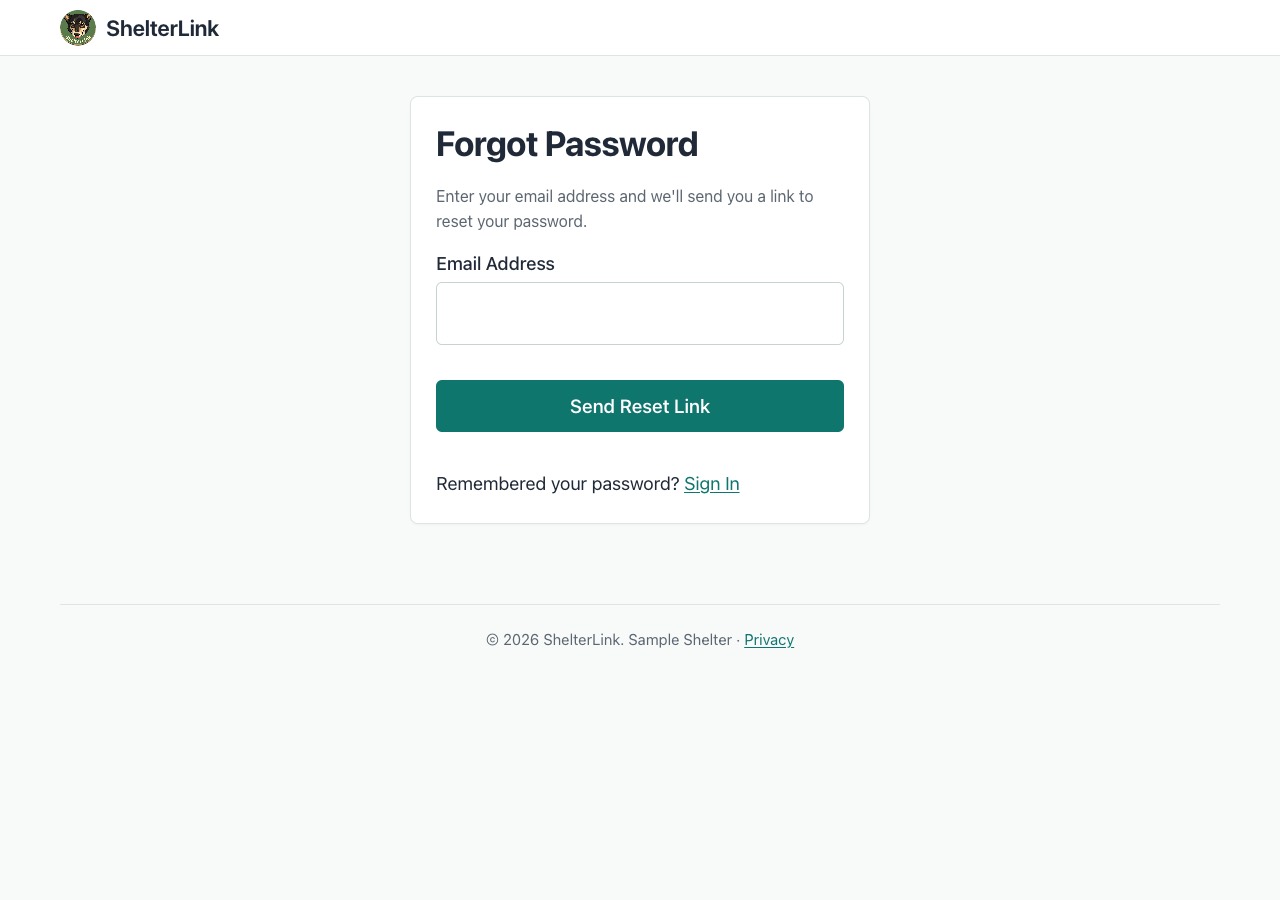 ShelterLink
Forgot Password
Enter your email address and we'll send you a link to
reset your password.
Email Address
Send Reset Link
Remembered your password? Sign In
© 2026 ShelterLink. Sample Shelter · Privacy